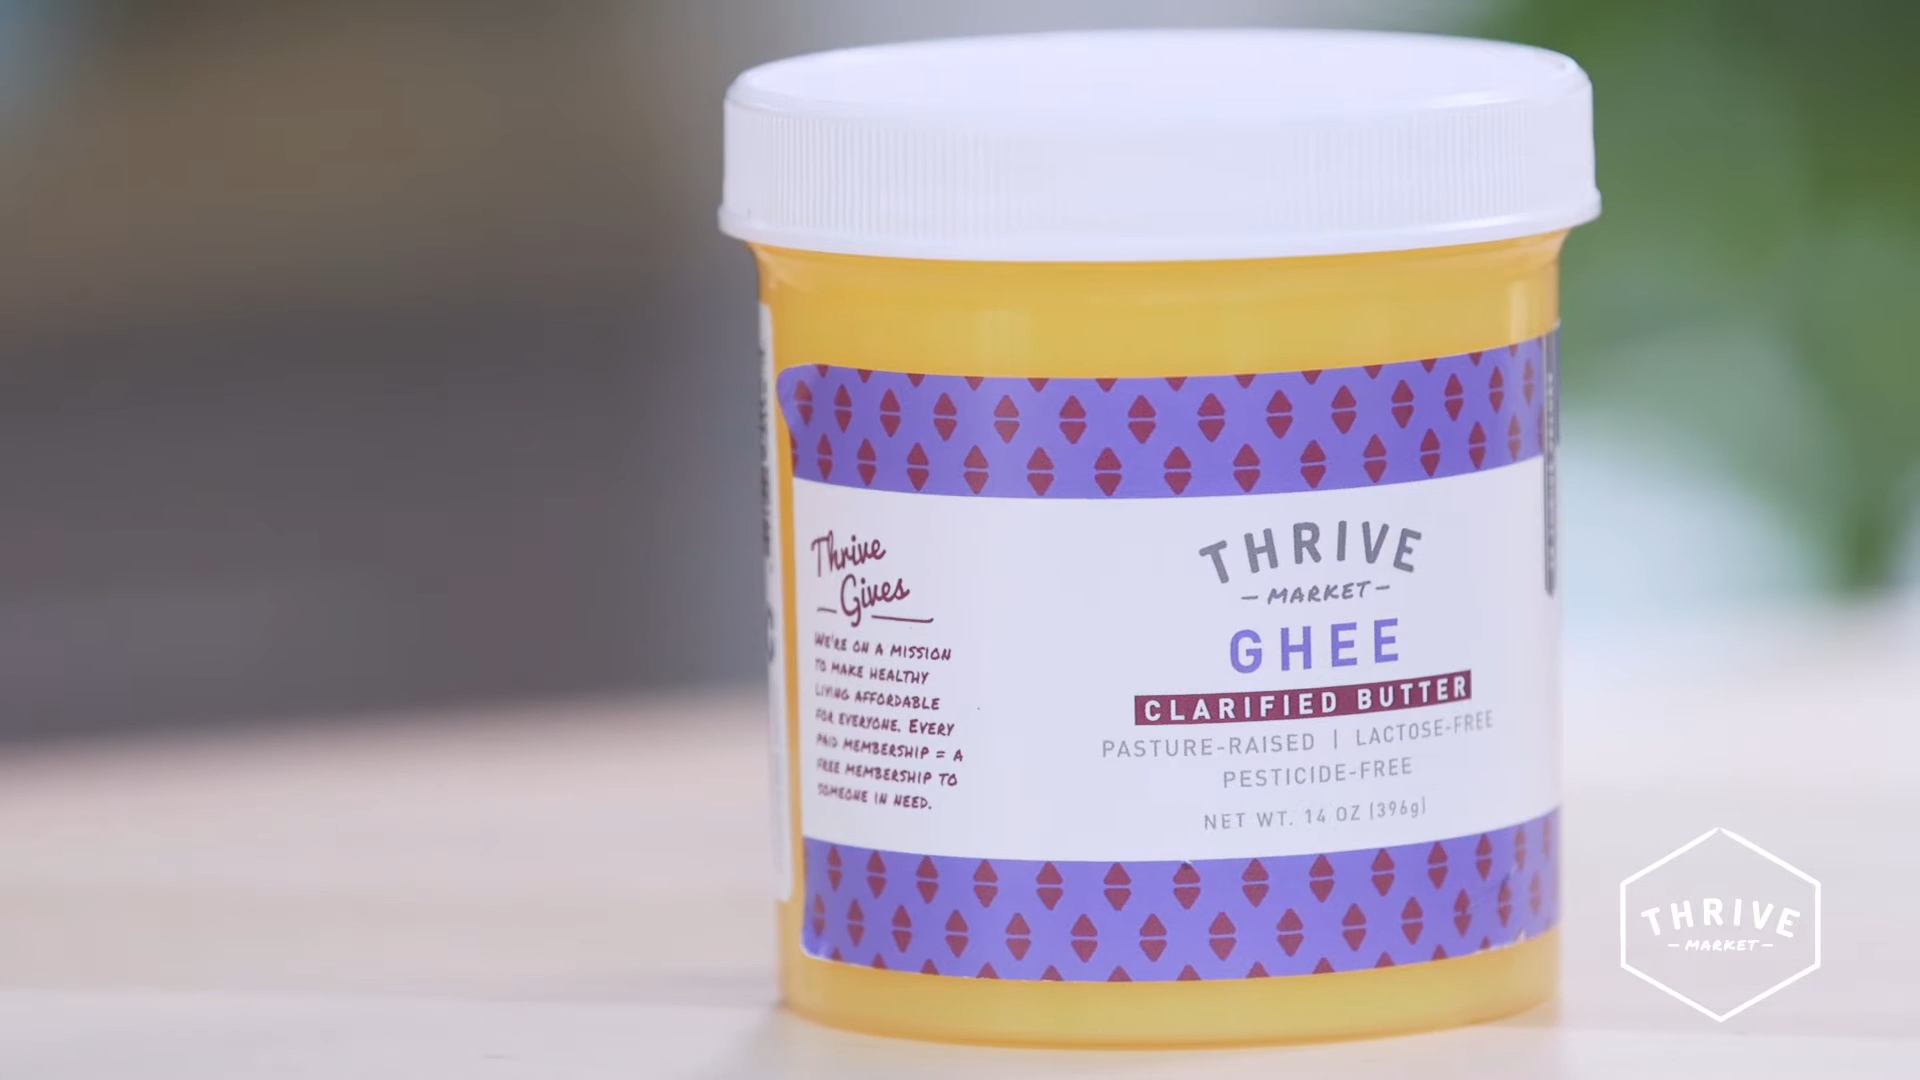 Thrive
Gives
WE'RE ON A MISSION
TO MAKE HEALTHY
LIVING AFFORDABLE
FOR EVERYONE. EVERY
PAID MEMBERSHIP = A
FREE MEMBERSHIP TO
SOMEONE IN NEED.
THRIVE
- MARKET -
GHEE
CLARIFIED BUTTER
PASTURE-RAISED | LACTOSE-FREE
PESTICIDE-FREE
NET WT. 14 OZ (396g)
THRIVE
- MARKET -